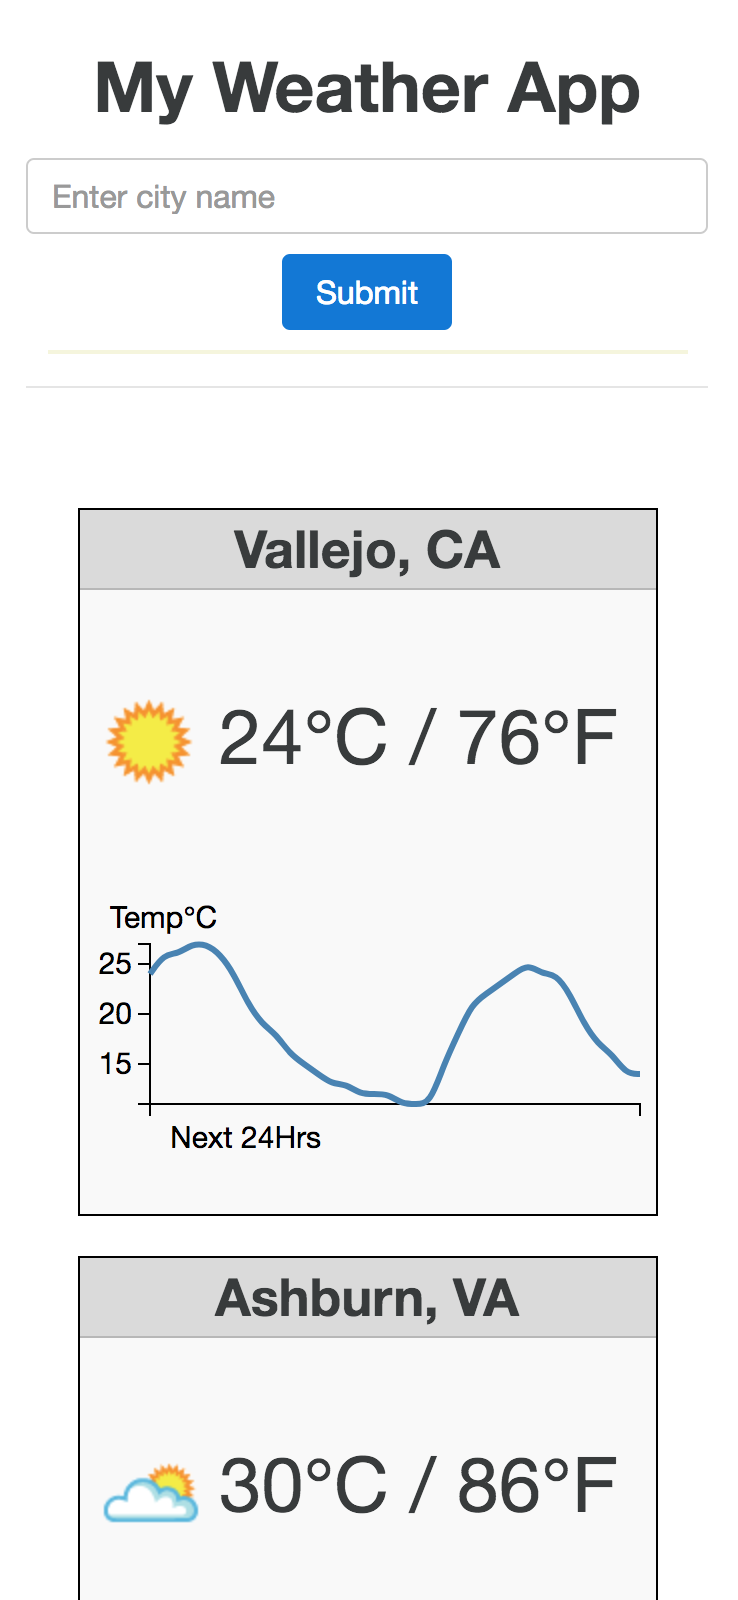 My Weather App
Enter city name
Submit
Vallejo, CA
24°C / 76°F
Temp°C
25
20
15
Next 24Hrs
Ashburn, VA
30°C / 86°F